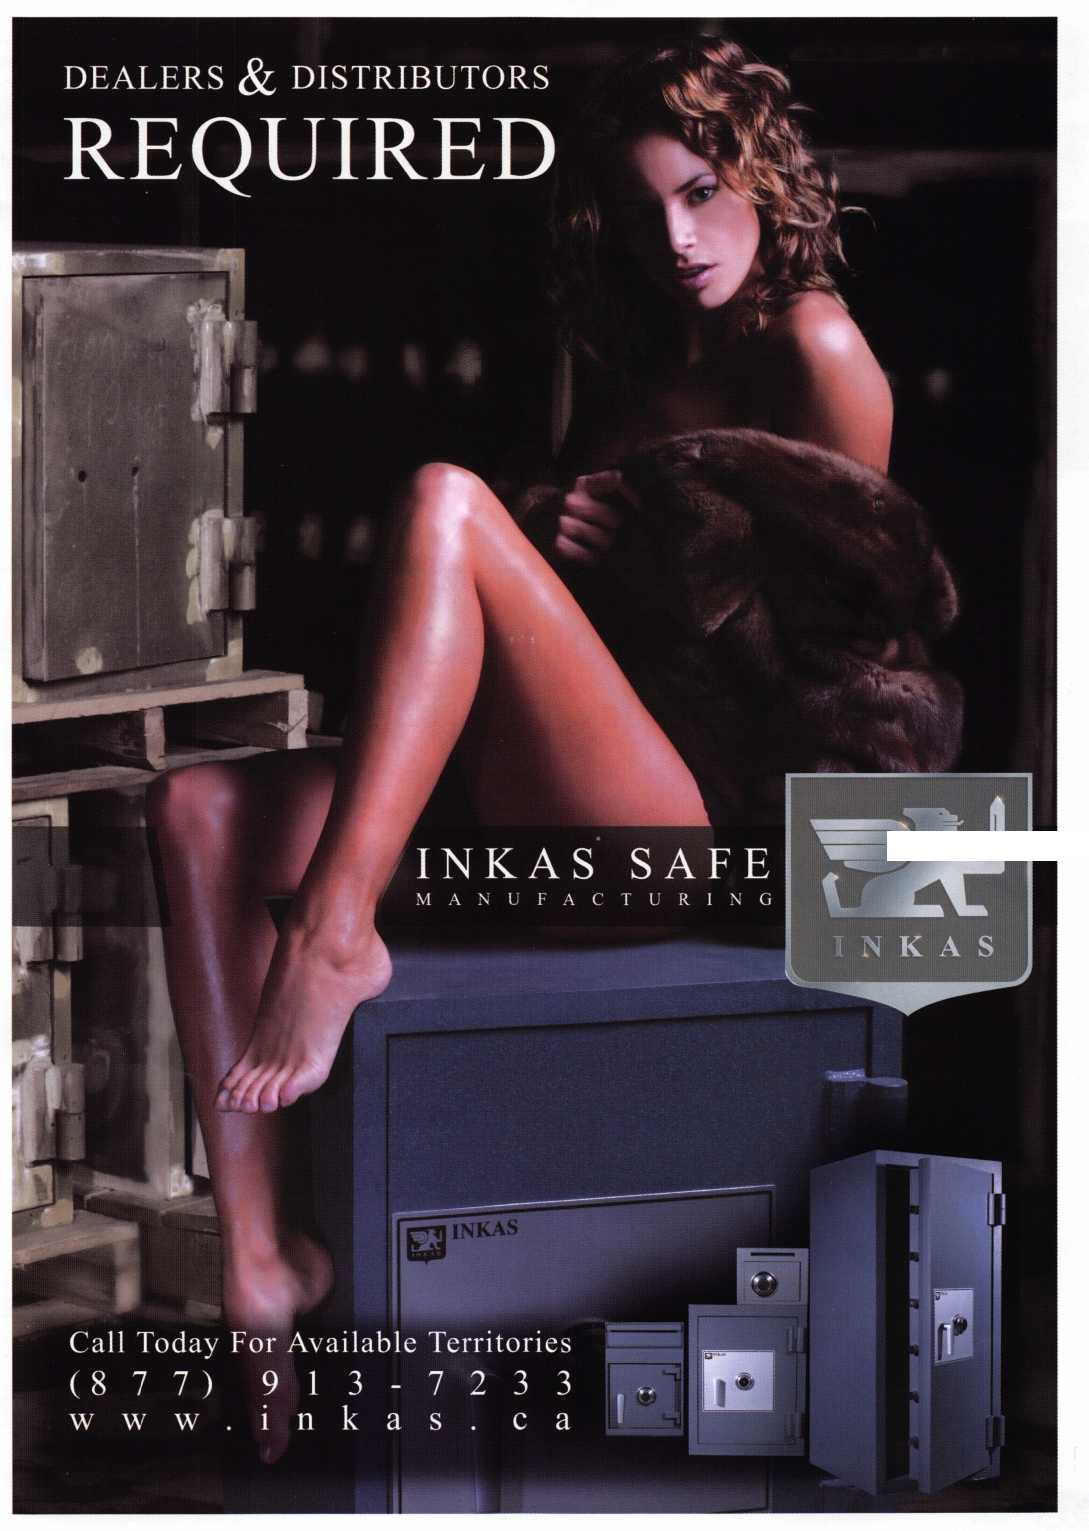 DEALERS & DISTRIBUTORS
REQUIRED
INKAS SAFE
MANUFACTURING
INKAS
INKAS
INKAS
Call Today For Available Territories
(877) 913-7233
www.inkas.ca